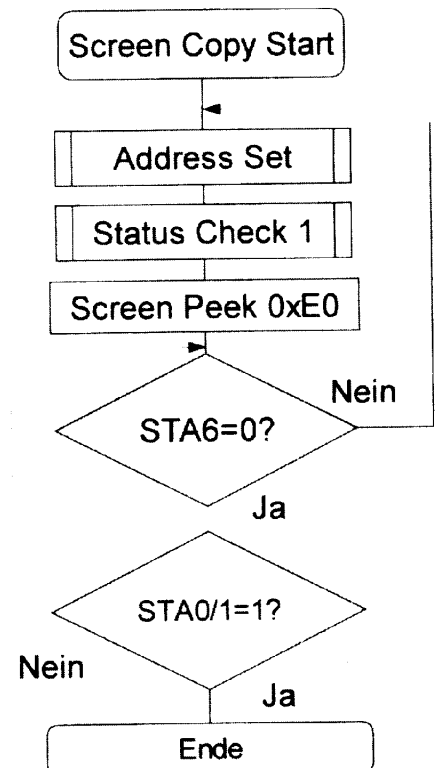 Screen Copy Start
Address Set
Status Check 1
Screen Peek 0xE0
STA6=0?
Nein
Ja
STA0/1=1?
Nein
Ja
Ende